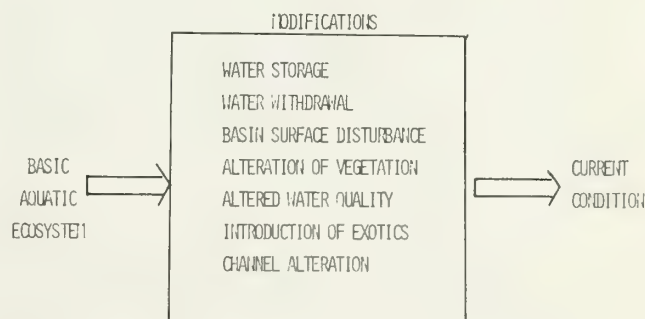 MODIFICATIONS
WATER STORAGE
WATER WITHDRAWAL
BASIN SURFACE DISTURBANCE
ALTERATION OF VEGETATION
ALTERED WATER QUALITY
INTRODUCTION OF EXOTICS
CHANNEL ALTERATION
BASIC
AQUATIC
ECOSYSTEM
CURRENT
CONDITION